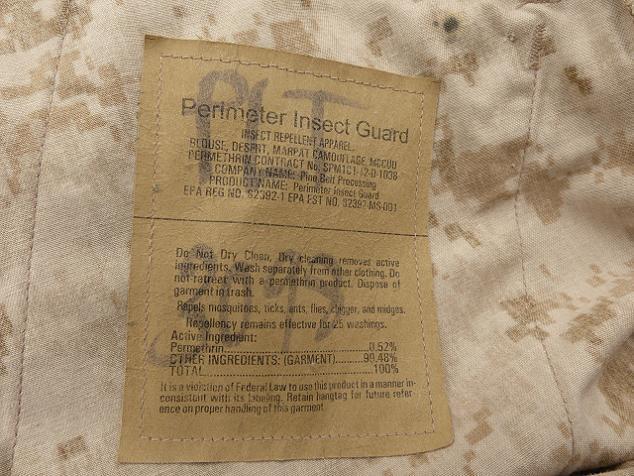 PLT
Perimeter Insect Guard
INSECT REPELLENT APPAREL.
BLOUSE, DESERT, MARPAT CAMOUFLAGE, MCCUU
PERMETHRIN CONTRACT No. SPM1C1-12-D-1038
COMPANY NAME: Pine Belt Processing
PRODUCT NAME: Perimeter Insect Guard
EPA REG NO. 82392-1 EPA EST NO. 82392-MS-001
Do Not Dry Clean, Dry cleaning removes active
ingredients. Wash separately from other clothing. Do
not-retreat with a permethrin product. Dispose of
garment in trash.
Repels mosquitoes, ticks, ants, flies, chigger, and midges.
Repellency remains effective for 25 washings.
Active Ingredient:
Permethrin 0.52%
OTHER INGREDIENTS: (GARMENT) 99.48%
TOTAL 100%
It is a violation of Federal Law to use this product in a manner in-
consistent with its labeling. Retain hangtag for future refer
ence on proper handling of this garment